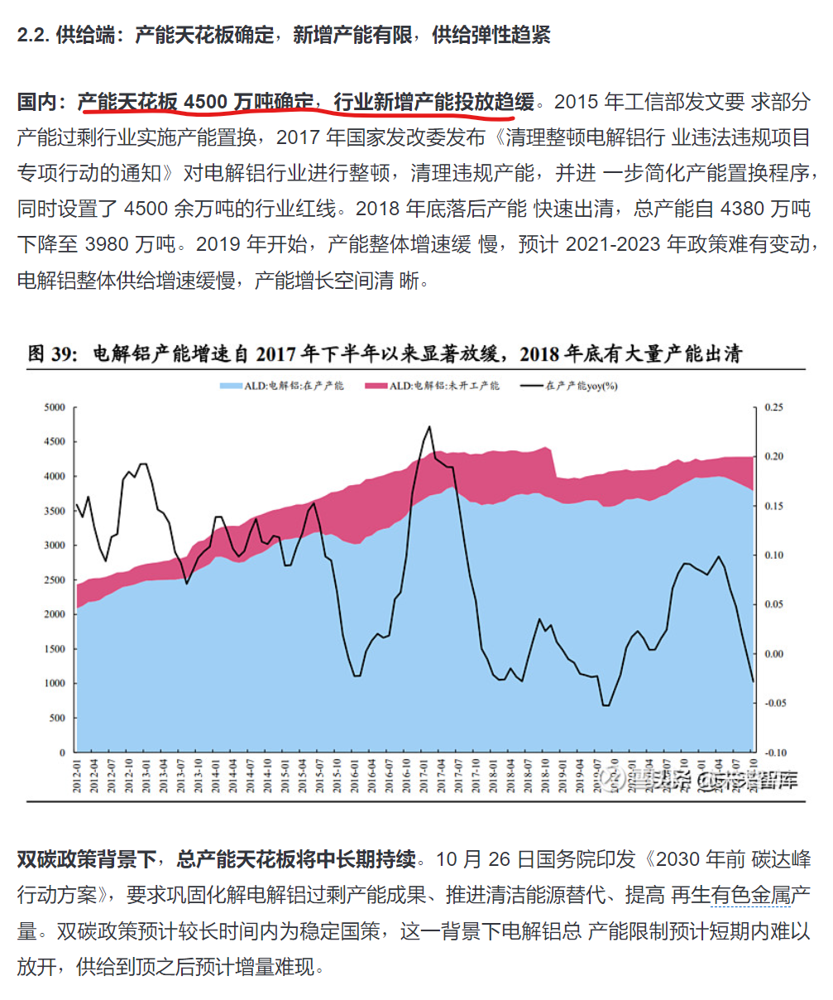 2.2. 供给端：产能天花板确定，新增产能有限，供给弹性趋紧
国内：产能天花板 4500 万吨确定，行业新增产能投放趋缓。2015 年工信部发文要 求部分
产能过剩行业实施产能置换，2017 年国家发改委发布《清理整顿电解铝行 业违法违规项目
专项行动的通知》对电解铝行业进行整顿，清理违规产能，并进 一步简化产能置换程序，
同时设置了 4500 余万吨的行业红线。2018 年底落后产能 快速出清，总产能自 4380 万吨
下降至 3980 万吨。2019 年开始，产能整体增速缓 慢，预计 2021-2023 年政策难有变动，
电解铝整体供给增速缓慢，产能增长空间清 晰。
图 39：电解铝产能增速自 2017 年下半年以来显著放缓，2018 年底有大量产能出清
ALD:电解铝:在产产能 ALD:电解铝:未开工产能 在产产能yoy(%)
5000 0.25
4500
4000 0.20
3500 0.15
3000
2500 0.10
2000 0.05
1500 0.00
1000
500 -0.05
0 -0.10
2012-01 2012-04 2012-07 2012-10 2013-01 2013-04 2013-07 2013-10 2014-01 2014-04 2014-07 2014-10 2015-01 2015-04 2015-07 2015-10 2016-01 2016-04 2016-07 2016-10 2017-01 2017-04 2017-07 2017-10 2018-01 2018-04 2018-07 2018-10 2019-01 2019-04 2019-07
雪球 @未来智库
双碳政策背景下，总产能天花板将中长期持续。10 月 26 日国务院印发《2030 年前 碳达峰
行动方案》，要求巩固化解电解铝过剩产能成果、推进清洁能源替代、提高 再生有色金属产
量。双碳政策预计较长时间内为稳定国策，这一背景下电解铝总 产能限制预计短期内难以
放开，供给到顶之后预计增量难现。